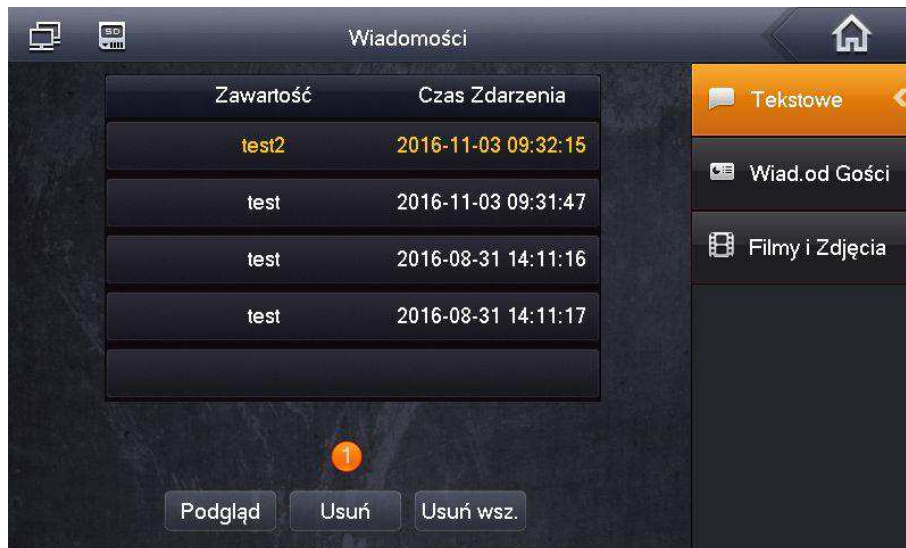 SD
Wiadomości
Zawartość Czas Zdarzenia
test2 2016-11-03 09:32:15
test 2016-11-03 09:31:47
test 2016-08-31 14:11:16
test 2016-08-31 14:11:17
1
Podgląd Usuń Usuń wsz.
Tekstowe
Wiad.od Gości
Filmy i Zdjęcia